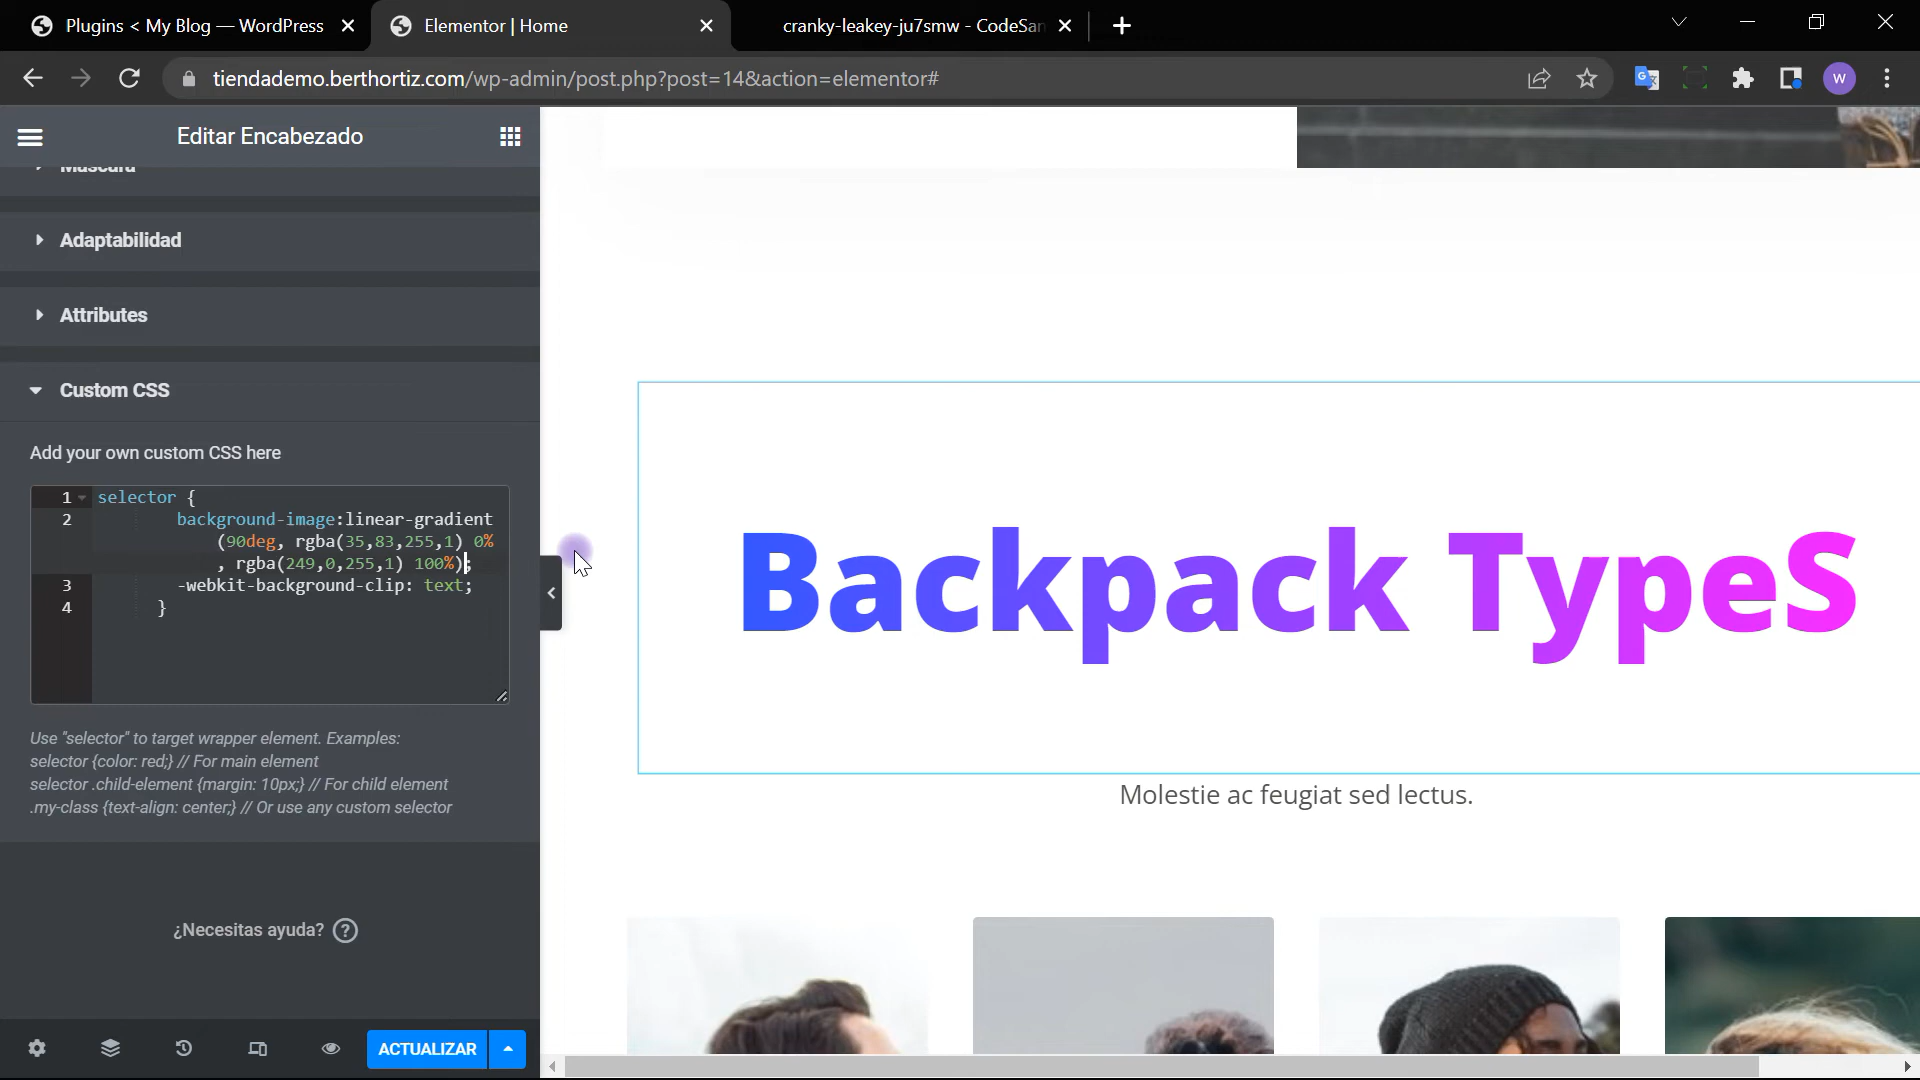 Plugins < My Blog — WordPress
Elementor | Home
cranky-leakey-ju7smw - CodeSan
tiendademo.berthortiz.com/wp-admin/post.php?post=14&action=elementor#
W
Editar Encabezado
Máscara
Adaptabilidad
Attributes
Custom CSS
Add your own custom CSS here
1 selector {
2 background-image:linear-gradient
(90deg, rgba(35,83,255,1) 0%
, rgba(249,0,255,1) 100%);
3 -webkit-background-clip: text;
4 }
Use "selector" to target wrapper element. Examples:
selector {color: red;} // For main element
selector .child-element {margin: 10px;} // For child element
.my-class {text-align: center;} // Or use any custom selector
¿Necesitas ayuda? ?
ACTUALIZAR
Backpack TypeS
Molestie ac feugiat sed lectus.